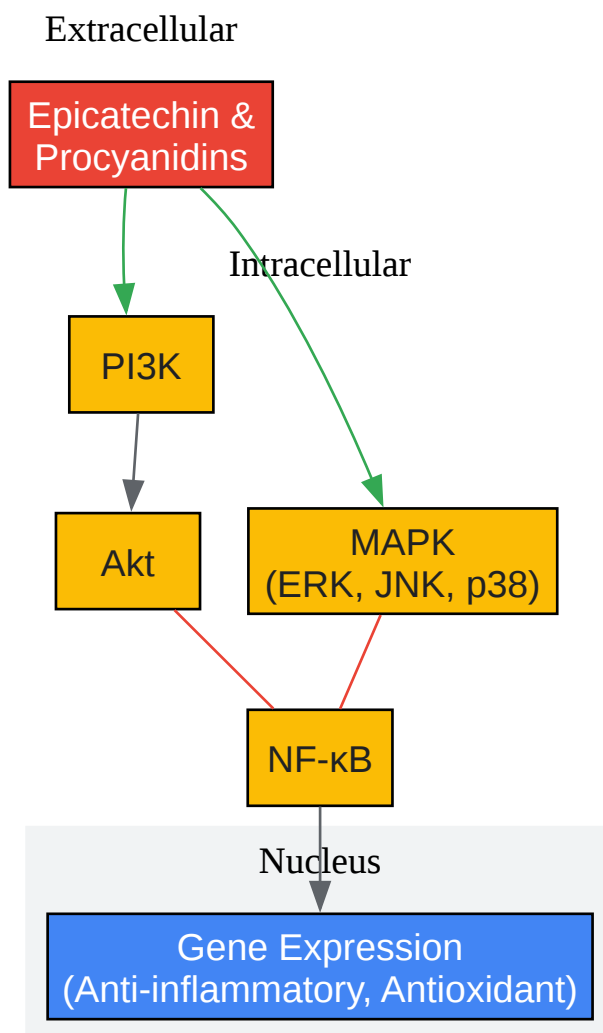 Extracellular
Epicatechin &
Procyanidins
Intracellular
PI3K
Akt
MAPK
(ERK, JNK, p38)
NF-κB
Nucleus
Gene Expression
(Anti-inflammatory, Antioxidant)